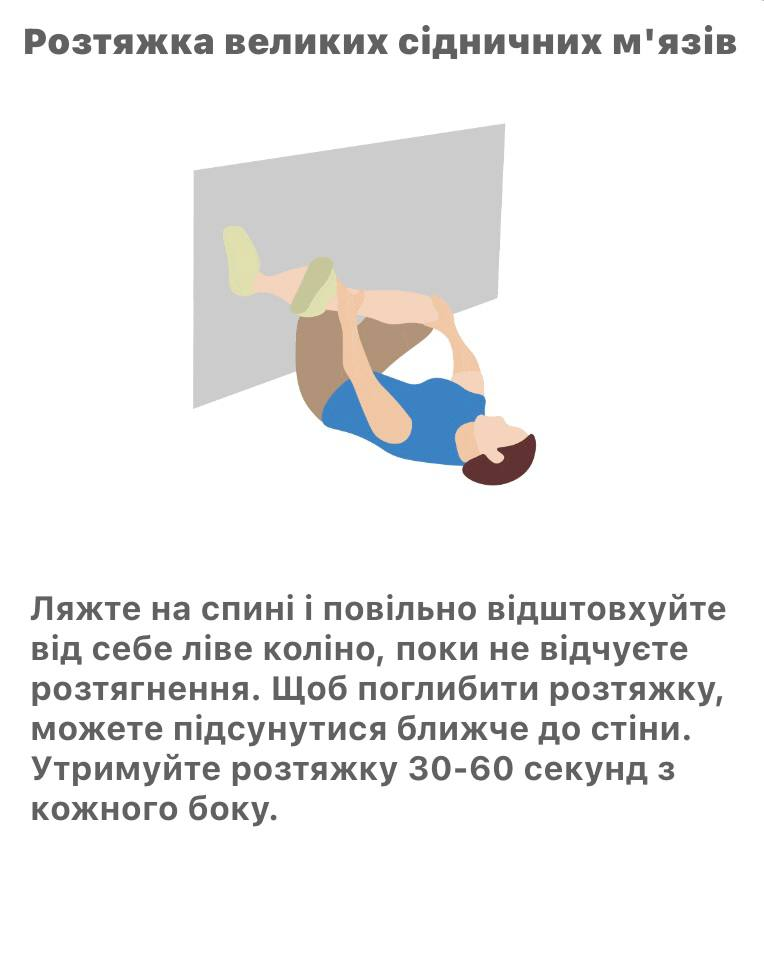 Розтяжка великих сідничних м'язів
Ляжте на спині і повільно відштовхуйте
від себе ліве коліно, поки не відчуєте
розтягнення. Щоб поглибити розтяжку,
можете підсунутися ближче до стіни.
Утримуйте розтяжку 30-60 секунд з
кожного боку.